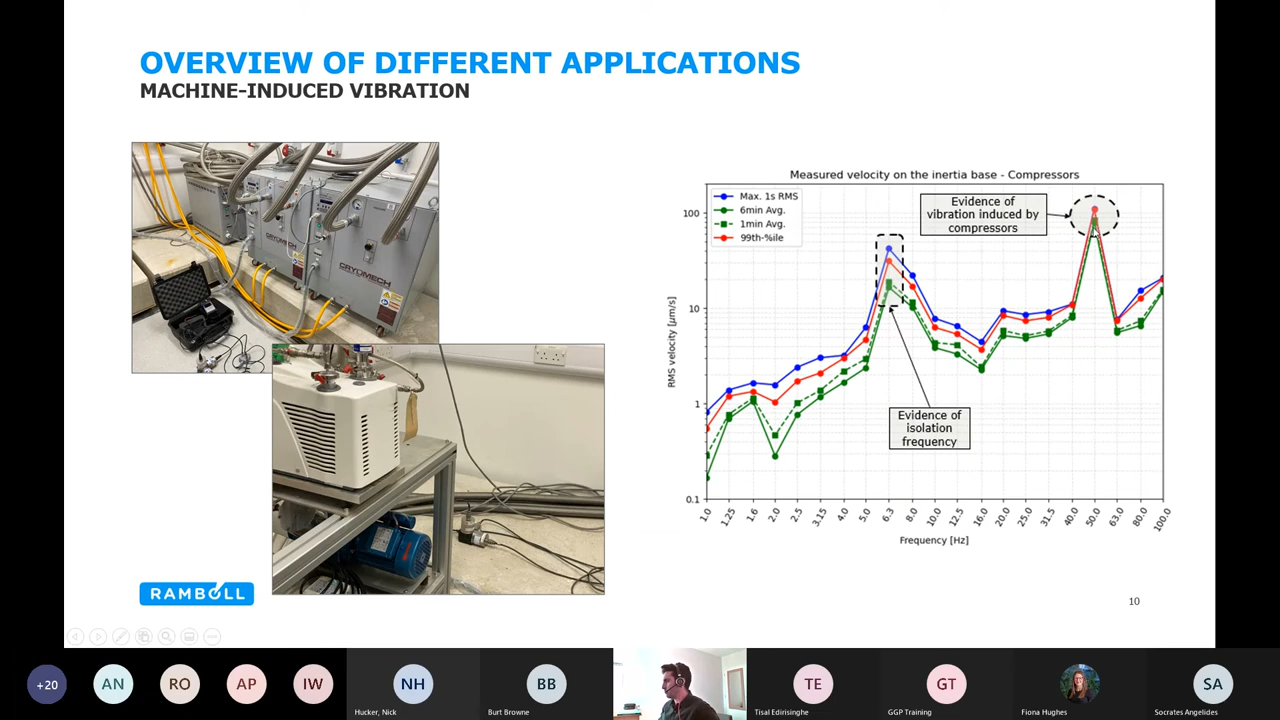 OVERVIEW OF DIFFERENT APPLICATIONS
MACHINE-INDUCED VIBRATION
CRYOMECH
CRYOMECH
Measured velocity on the inertia base - Compressors
Max. 1s RMS
6min Avg.
1min Avg.
99th-%ile
Evidence of
vibration induced by
compressors
Evidence of
isolation
frequency
RMS velocity [μm/s]
100
10
1
0.1
1.0 1.25 1.6 2.0 2.5 3.15 4.0 5.0 6.3 8.0 10.0 12.5 16.0 20.0 25.0 31.5 40.0 50.0 63.0 80.0 100.0
Frequency [Hz]
RAMBOLL
10
+20
AN
RO
AP
IW
NH
Hucker, Nick
BB
Burt Browne
TE
Tisal Edirisinghe
GT
GGP Training
Fiona Hughes
SA
Socrates Angelides